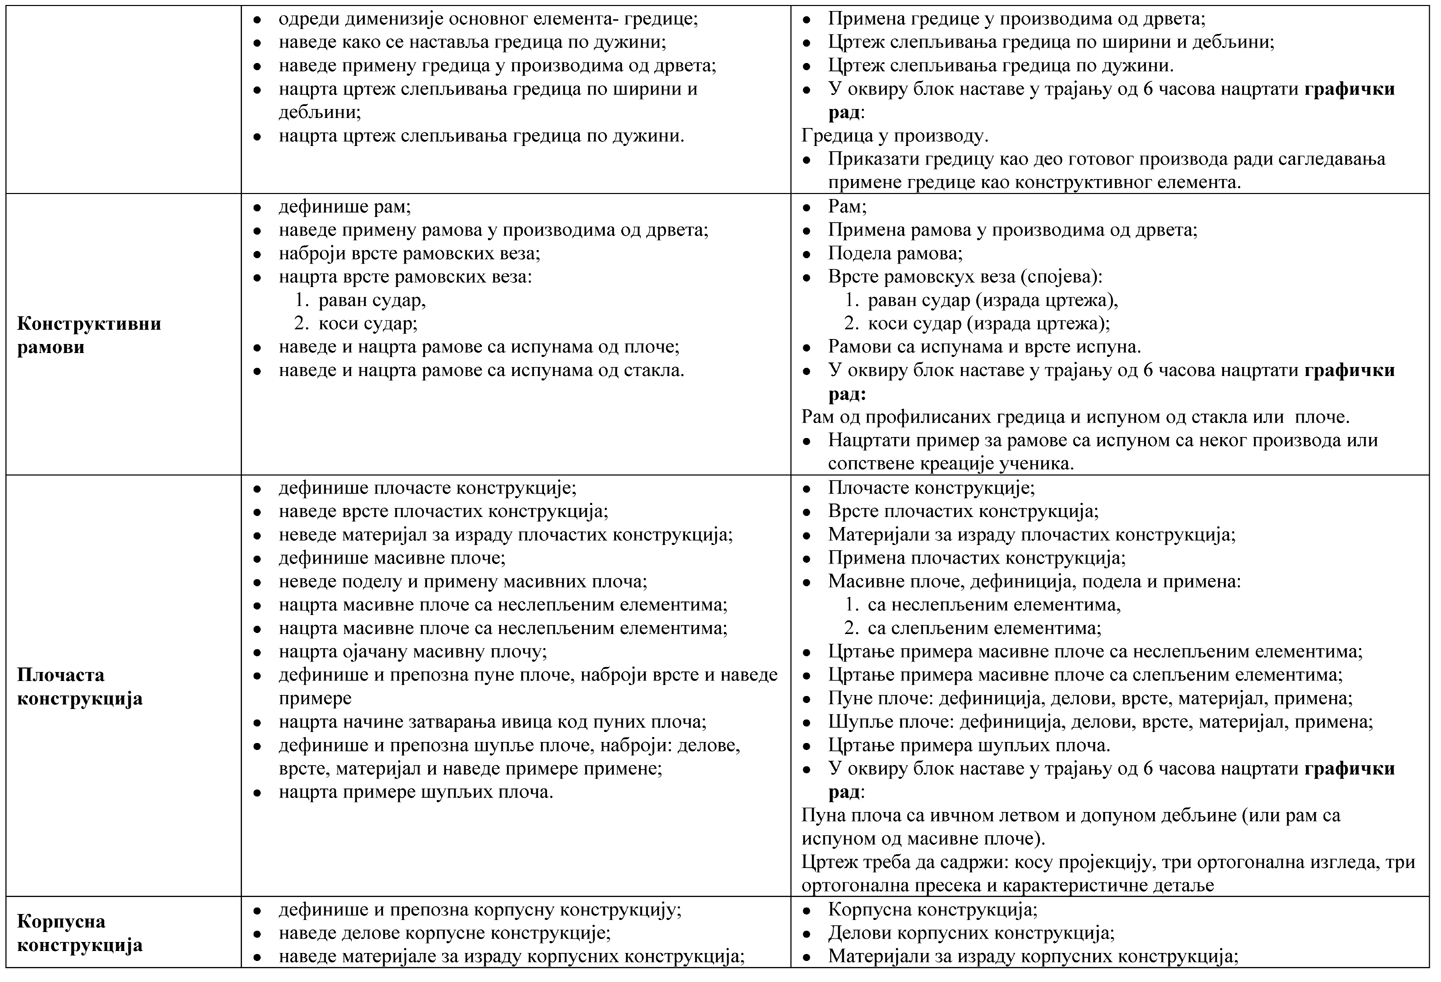 • одреди дименизије основног елемента- гредице;
• наведе како се наставља гредица по дужини;
• наведе примену гредица у производима од дрвета;
• нацрта цртеж слепљивања гредица по ширини и
дебљини;
• нацрта цртеж слепљивања гредица по дужини.
• Примена гредице у производима од дрвета;
• Цртеж слепљивања гредица по ширини и дебљини;
• Цртеж слепљивања гредица по дужини.
• У оквиру блок наставе у трајању од 6 часова нацртати графички
рад:
Гредица у производу.
• Приказати гредицу као део готовог производа ради сагледавања
примене гредице као конструктивног елемента.
Конструктивни
рамови
• дефинише рам;
• наведе примену рамова у производима од дрвета;
• наброји врсте рамовских веза;
• нацрта врсте рамовских веза:
1. раван судар,
2. коси судар;
• наведе и нацрта рамове са испунама од плоче;
• наведе и нацрта рамове са испунама од стакла.
• Рам;
• Примена рамова у производима од дрвета;
• Подела рамова;
• Врсте рамовскух веза (спојева):
1. раван судар (израда цртежа),
2. коси судар (израда цртежа);
• Рамови са испунама и врсте испуна.
• У оквиру блок наставе у трајању од 6 часова нацртати графички
рад:
Рам од профилисаних гредица и испуном од стакла или плоче.
• Нацртати пример за рамове са испуном са неког производа или
сопствене креације ученика.
Плочаста
конструкција
• дефинише плочасте конструкције;
• наведе врсте плочастих конструкција;
• неведе материјал за израду плочастих конструкција;
• дефинише масивне плоче;
• неведе поделу и примену масивних плоча;
• нацрта масивне плоче са неслепљеним елементима;
• нацрта масивне плоче са неслепљеним елементима;
• нацрта ојачану масивну плочу;
• дефинише и препозна пуне плоче, наброји врсте и наведе
примере
• нацрта начине затварања ивица код пуних плоча;
• дефинише и препозна шупље плоче, наброји: делове,
врсте, материјал и наведе примере примене;
• нацрта примере шупљих плоча.
• Плочасте конструкције;
• Врсте плочастих конструкција;
• Материјали за израду плочастих конструкција;
• Примена плочастих конструкција;
• Масивне плоче, дефиниција, подела и примена:
1. са неслепљеним елементима,
2. са слепљеним елементима;
• Цртање примера масивне плоче са неслепљеним елементима;
• Цртање примера масивне плоче са слепљеним елементима;
• Пуне плоче: дефиниција, делови, врсте, материјал, примена;
• Шупље плоче: дефиниција, делови, врсте, материјал, примена;
• Цртање примера шупљих плоча.
• У оквиру блок наставе у трајању од 6 часова нацртати графички
рад:
Пуна плоча са ивчном летвом и допуном дебљине (или рам са
испуном од масивне плоче).
Цртеж треба да садржи: косу пројекцију, три ортогонална изгледа, три
ортогонална пресека и карактеристичне детаље
Корпусна
конструкција
• дефинише и препозна корпусну конструкцију;
• наведе делове корпусне конструкције;
• наведе материјале за израду корпусних конструкција;
• Корпусна конструкција;
• Делови корпусних конструкција;
• Материјали за израду корпусних конструкција;